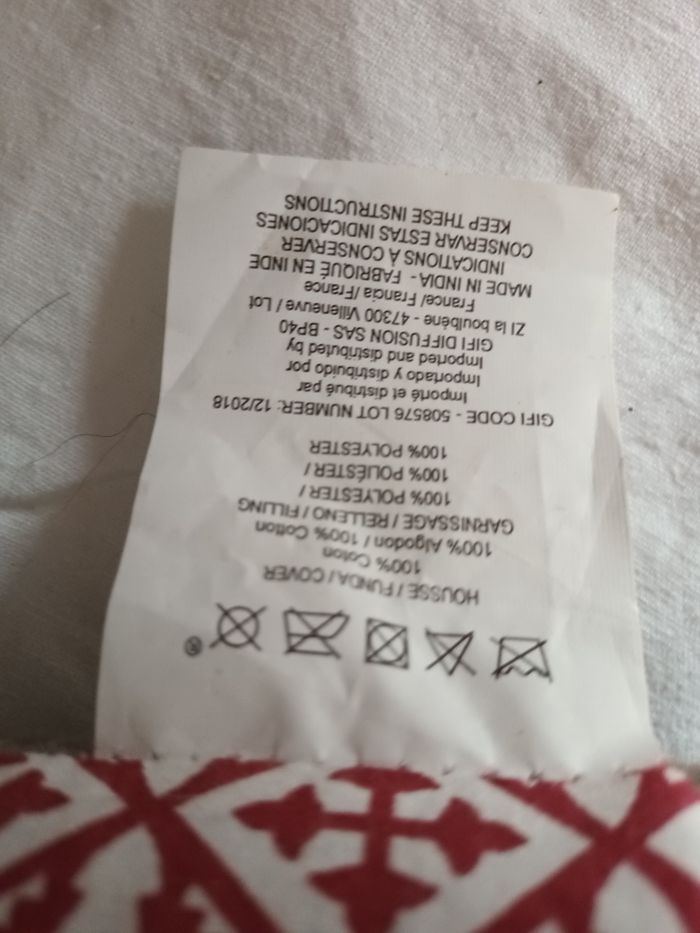 HOUSSE / FUNDA / COVER
100% Coton
100% Algodon / 100% Cotton
GARNISSAGE / RELLENO / FILLING
100% POLYESTER /
100% POLIÉSTER /
100% POLYESTER
GIFI CODE - 508576 LOT NUMBER: 12/2018
Importé et distribué par
Importado y distribuido por
Imported and distributed by
GIFI DIFFUSION SAS - BP40
ZI la boulbène - 47300 Villeneuve / Lot
France/ Francia/ France
MADE IN INDIA - FABRIQUÉ EN INDE
INDICATIONS À CONSERVER
CONSERVAR ESTAS INDICACIONES
KEEP THESE INSTRUCTIONS